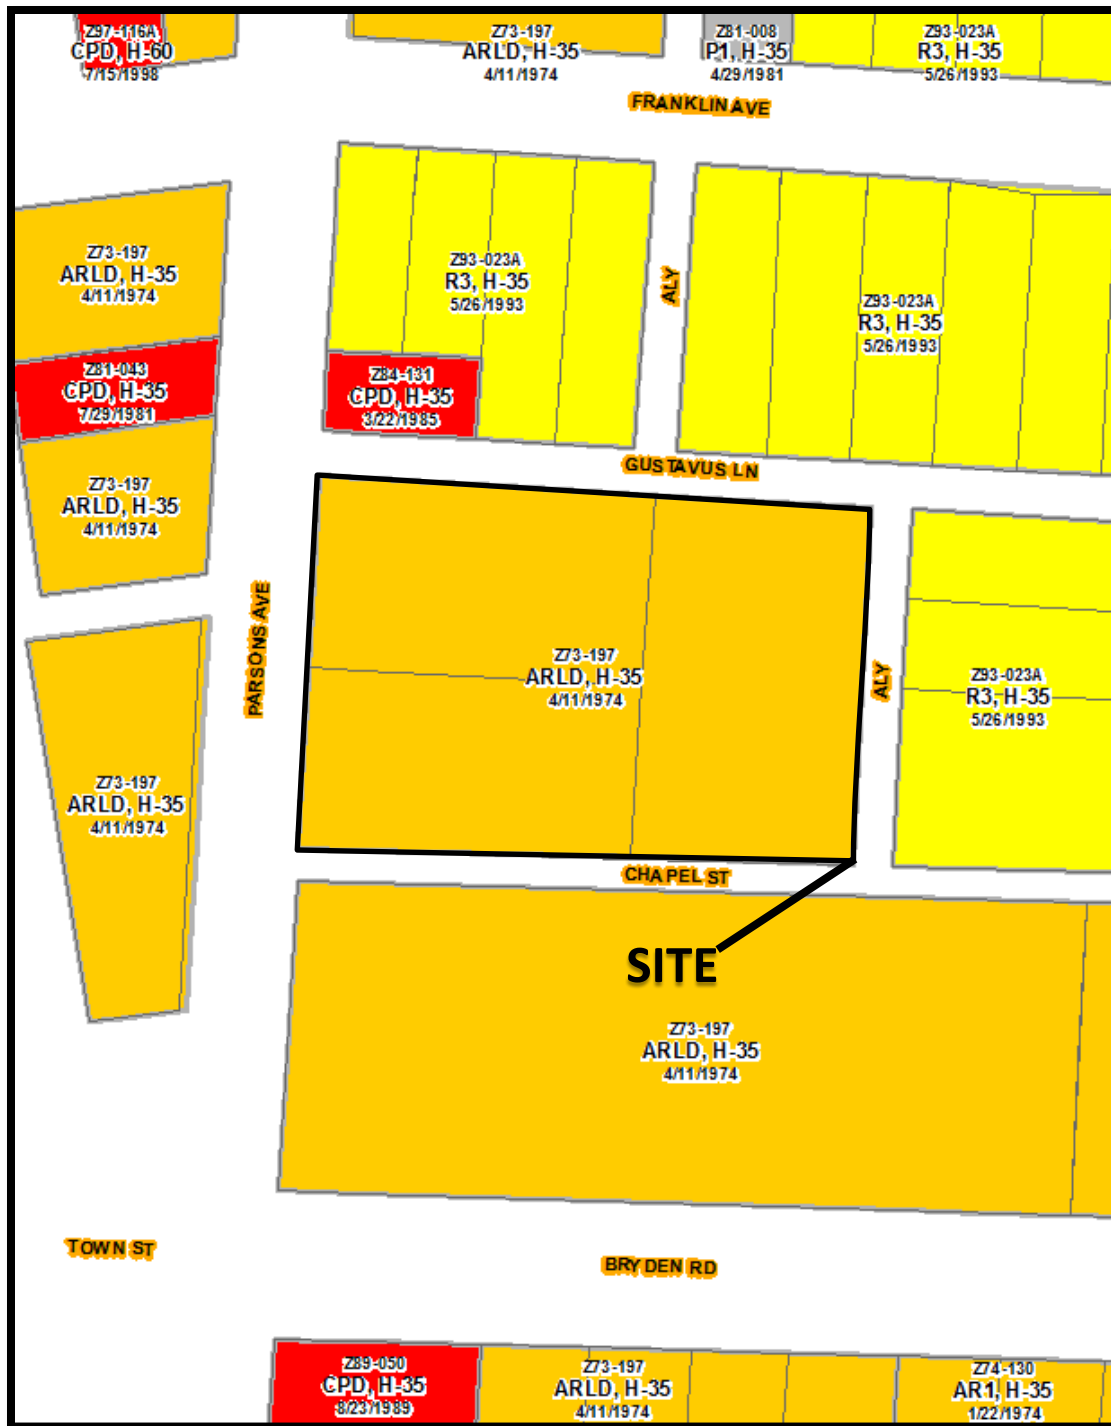 Z97-116A
CPD, H-60
7/15/1998
Z73-197
ARLD, H-35
4/11/1974
Z81-008
P1, H-35
4/29/1981
Z93-023A
R3, H-35
5/26/1993
FRANKLIN AVE
Z73-197
ARLD, H-35
4/11/1974
Z93-023A
R3, H-35
5/26/1993
ALY
Z93-023A
R3, H-35
5/26/1993
Z81-043
CPD, H-35
7/29/1981
Z84-131
CPD, H-35
3/22/1985
GUSTAVUS LN
Z73-197
ARLD, H-35
4/11/1974
PARSONS AVE
Z73-197
ARLD, H-35
4/11/1974
ALY
Z93-023A
R3, H-35
5/26/1993
Z73-197
ARLD, H-35
4/11/1974
CHAPEL ST
SITE
Z73-197
ARLD, H-35
4/11/1974
TOWN ST
BRYDEN RD
Z89-050
CPD, H-35
8/23/1989
Z73-197
ARLD, H-35
4/11/1974
Z74-130
AR1, H-35
1/22/1974